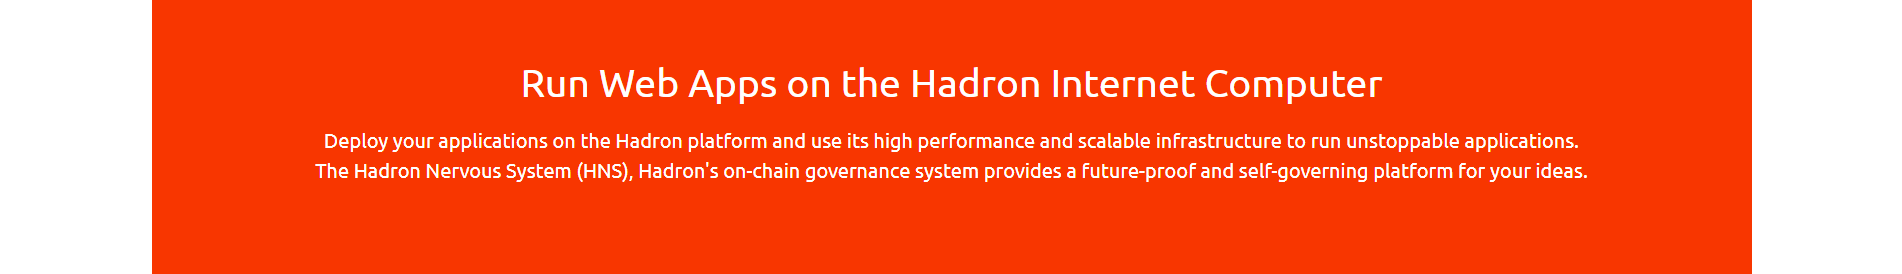 Run Web Apps on the Hadron Internet Computer
Deploy your applications on the Hadron platform and use its high performance and scalable infrastructure to run unstoppable applications.
The Hadron Nervous System (HNS), Hadron's on-chain governance system provides a future-proof and self-governing platform for your ideas.